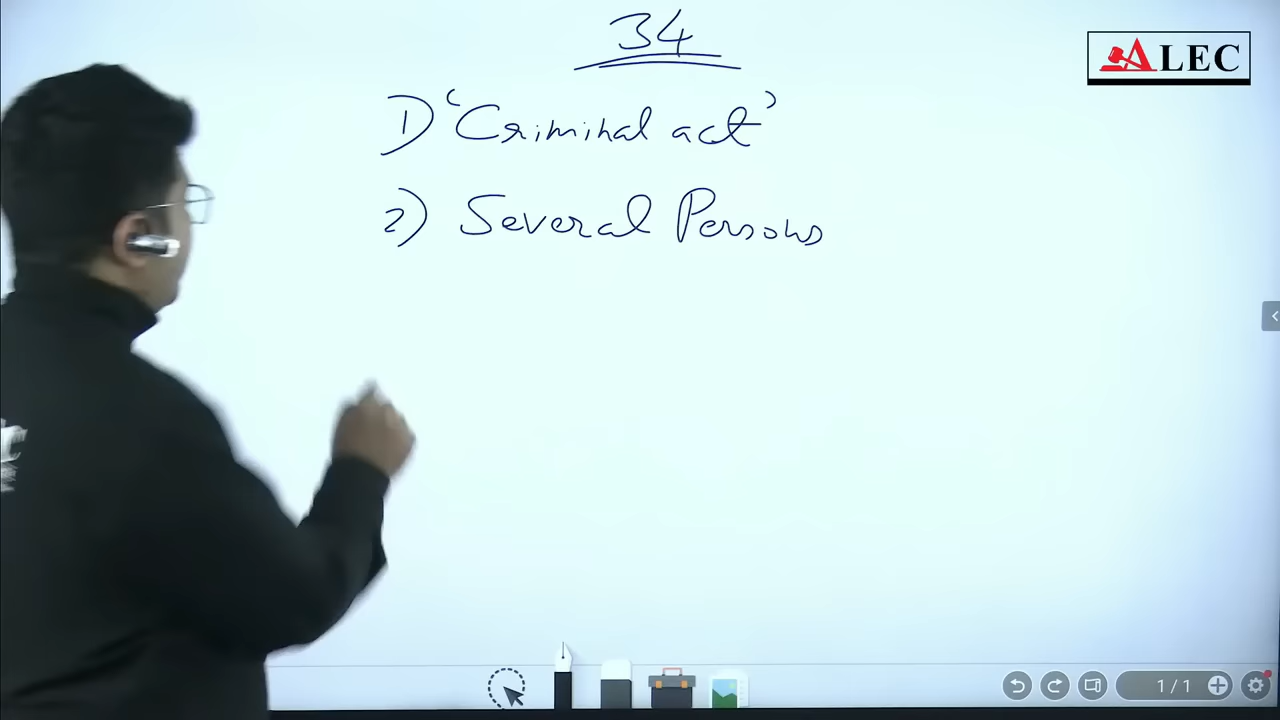 34
ALEC
1) 'Criminal act'
2) Several Persons
1 / 1